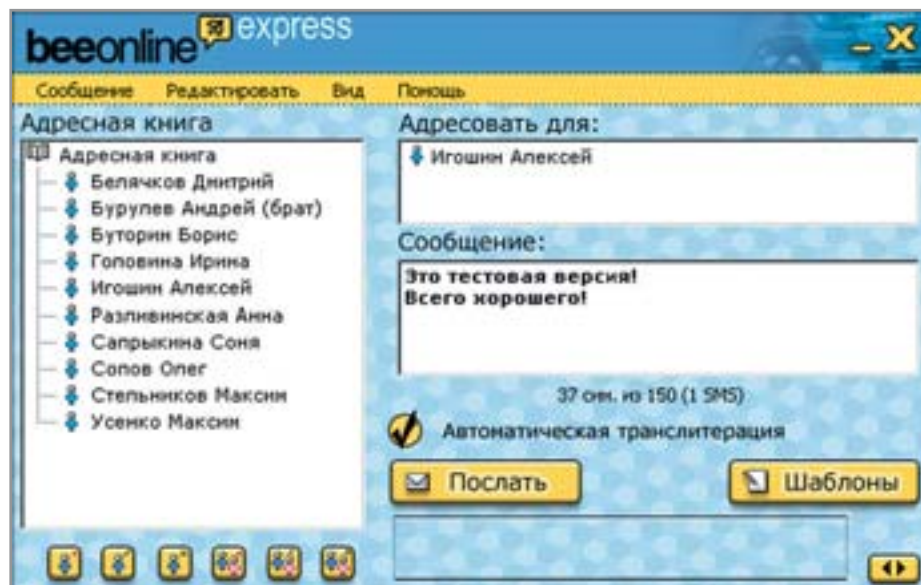 beeonline express
Сообщение Редактировать Вид Помощь
Адресная книга
Адресная книга
Белячков Дмитрий
Бурулев Андрей (брат)
Буторин Борис
Головина Ирина
Игошин Алексей
Разливинская Анна
Сапрыкина Соня
Сопов Олег
Стельников Максим
Усенко Максим
Адресовать для:
Игошин Алексей
Сообщение:
Это тестовая версия!
Всего хорошего!
37 сим. из 150 (1 SMS)
Автоматическая транслитерация
Послать
Шаблоны